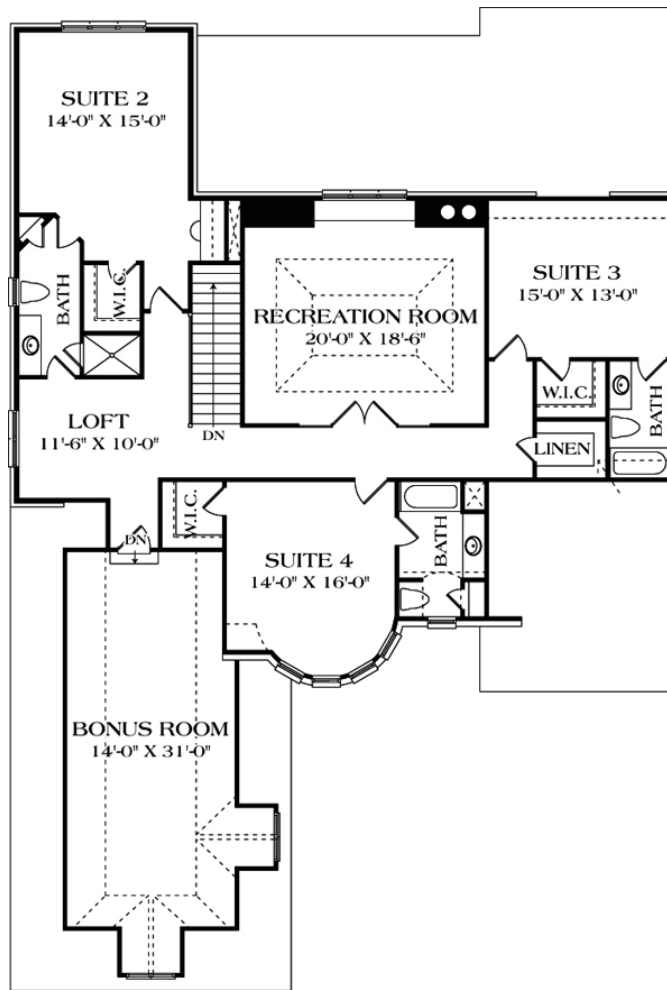 SUITE 2
14'-0" X 15'-0"
SUITE 3
15'-0" X 13'-0"
BATH
W.I.C.
RECREATION ROOM
20'-0" X 18'-6"
W.I.C.
BATH
LOFT
11'-6" X 10'-0"
DN
LINEN
W.I.C.
DN
SUITE 4
14'-0" X 16'-0"
BATH
BONUS ROOM
14'-0" X 31'-0"